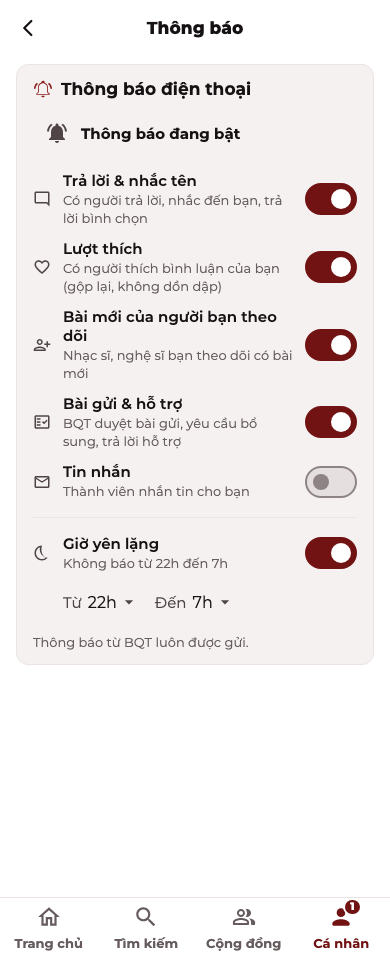 Thông báo
Thông báo điện thoại
Thông báo đang bật
Trả lời & nhắc tên
Có người trả lời, nhắc đến bạn, trả
lời bình chọn
Lượt thích
Có người thích bình luận của bạn
(gộp lại, không dồn dập)
Bài mới của người bạn theo
dõi
Nhạc sĩ, nghệ sĩ bạn theo dõi có bài
mới
Bài gửi & hỗ trợ
BQT duyệt bài gửi, yêu cầu bổ
sung, trả lời hỗ trợ
Tin nhắn
Thành viên nhắn tin cho bạn
Giờ yên lặng
Không báo từ 22h đến 7h
Từ 22h Đến 7h
Thông báo từ BQT luôn được gửi.
1
Trang chủ Tìm kiếm Cộng đồng Cá nhân